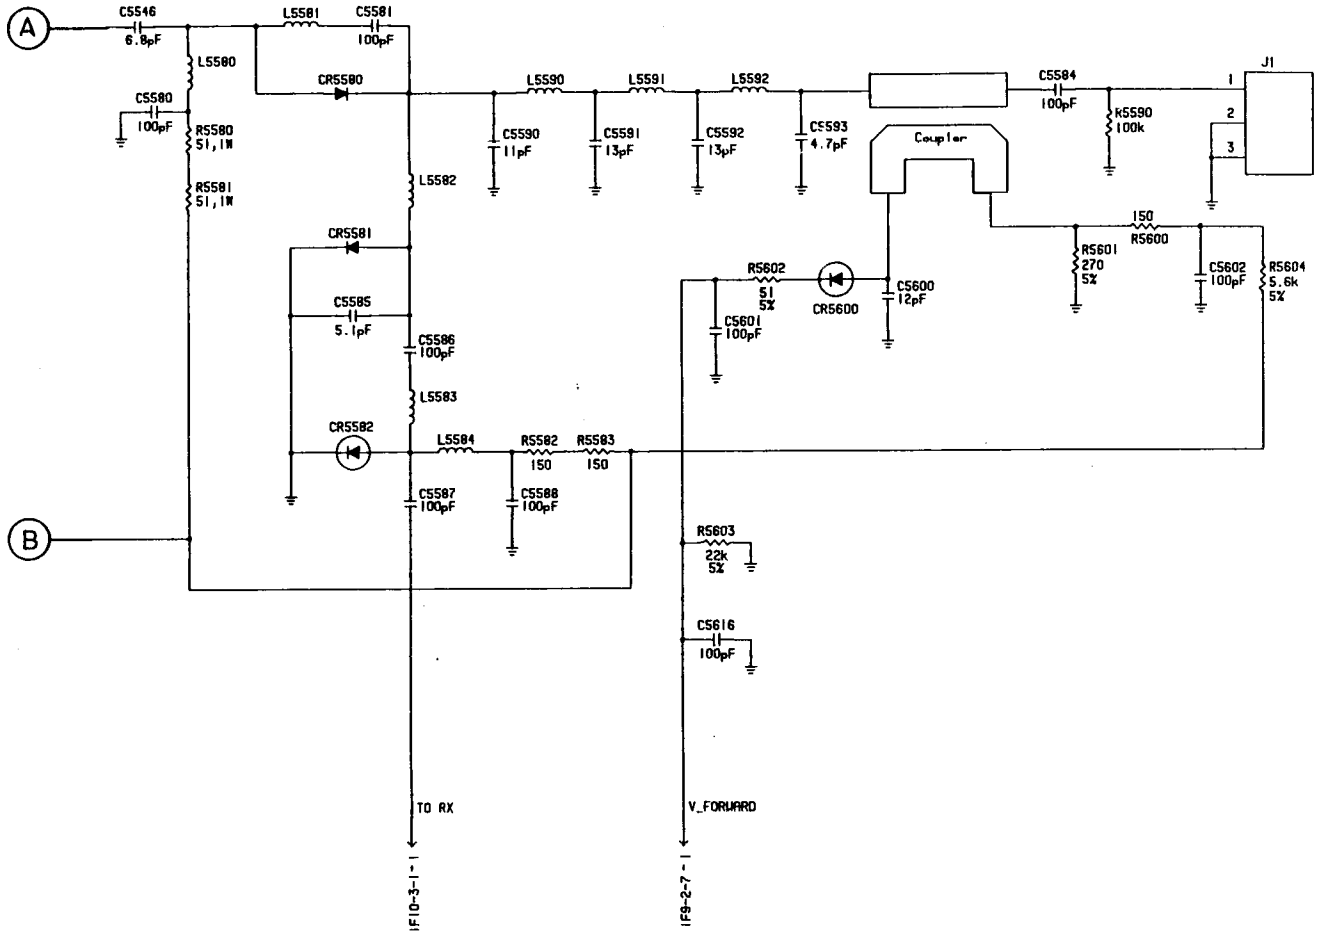 A
C5546
6.8pF
L5581
C5581
100pF
L5580
CR5580
C5580
100pF
R5580
51,1W
R5581
51,1W
L5590
L5591
L5592
C5584
100pF
J1
1
2
3
R5590
100k
C5590
11pF
C5591
13pF
C5592
13pF
C5593
4.7pF
Coupler
L5582
CR5581
C5585
5.1pF
C5586
100pF
150
R5600
R5601
270
5%
C5602
100pF
R5604
5.6k
5%
R5602
51
5%
CR5600
C5600
12pF
C5601
100pF
L5583
CR5582
L5584
R5582
150
R5583
150
C5587
100pF
C5588
100pF
B
R5603
22k
5%
C5616
100pF
TO RX
V_FORWARD
IF10-3-1-1
IF9-2-7-1